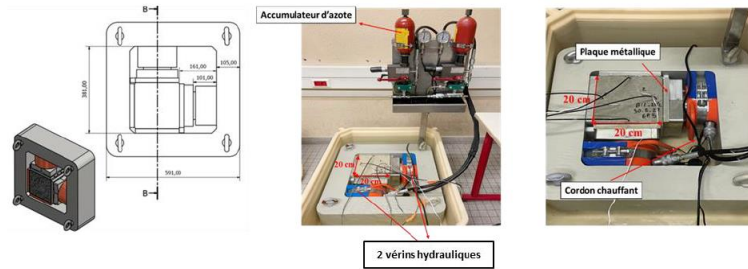 B
105,00
161,00
101,00
381,00
B
591,00
Accumulateur d'azote
20 cm
20 cm
2 vérins hydrauliques
Plaque métallique
20 cm
20 cm
Cordon chauffant